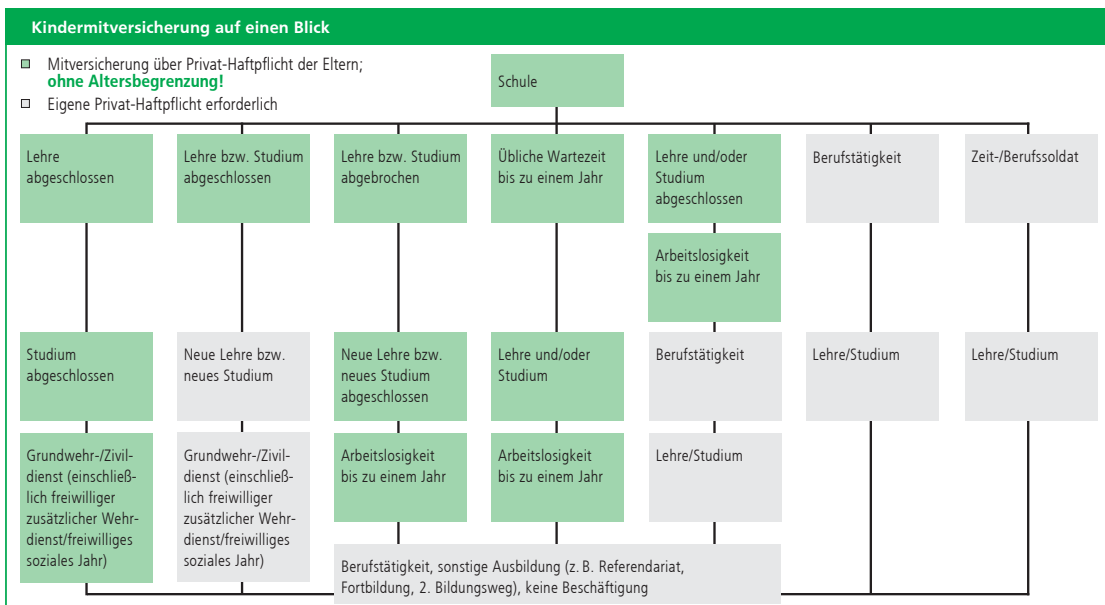 Kindermitversicherung auf einen Blick
Mitversicherung über Privat-Haftpflicht der Eltern;
ohne Altersbegrenzung!
Eigene Privat-Haftpflicht erforderlich
Schule
Lehre
abgeschlossen
Lehre bzw. Studium
abgeschlossen
Lehre bzw. Studium
abgebrochen
Übliche Wartezeit
bis zu einem Jahr
Lehre und/oder
Studium
abgeschlossen
Berufstätigkeit
Zeit-/Berufssoldat
Arbeitslosigkeit
bis zu einem Jahr
Studium
abgeschlossen
Neue Lehre bzw.
neues Studium
Neue Lehre bzw.
neues Studium
abgeschlossen
Lehre und/oder
Studium
Berufstätigkeit
Lehre/Studium
Lehre/Studium
Grundwehr-/Zivil-
dienst (einschließ-
lich freiwilliger
zusätzlicher Wehr-
dienst/freiwilliges
soziales Jahr)
Grundwehr-/Zivil-
dienst (einschließ-
lich freiwilliger
zusätzlicher Wehr-
dienst/freiwilliges
soziales Jahr)
Arbeitslosigkeit
bis zu einem Jahr
Arbeitslosigkeit
bis zu einem Jahr
Lehre/Studium
Berufstätigkeit, sonstige Ausbildung (z. B. Referendariat,
Fortbildung, 2. Bildungsweg), keine Beschäftigung